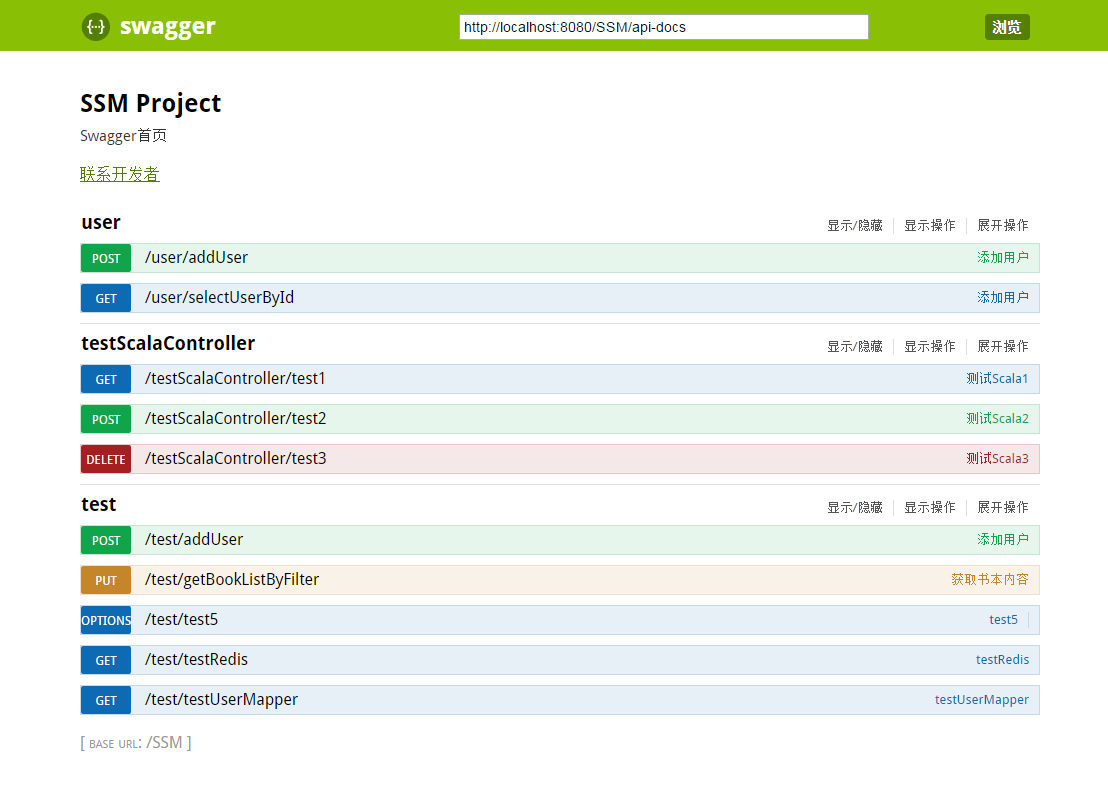 {··} swagger http://localhost:8080/SSM/api-docs 浏览
SSM Project
Swagger首页
联系开发者
user 显示/隐藏 显示操作 展开操作
POST /user/addUser 添加用户
GET /user/selectUserById 添加用户
testScalaController 显示/隐藏 显示操作 展开操作
GET /testScalaController/test1 测试Scala1
POST /testScalaController/test2 测试Scala2
DELETE /testScalaController/test3 测试Scala3
test 显示/隐藏 显示操作 展开操作
POST /test/addUser 添加用户
PUT /test/getBookListByFilter 获取书本内容
OPTIONS /test/test5 test5
GET /test/testRedis testRedis
GET /test/testUserMapper testUserMapper
[ BASE URL: /SSM ]